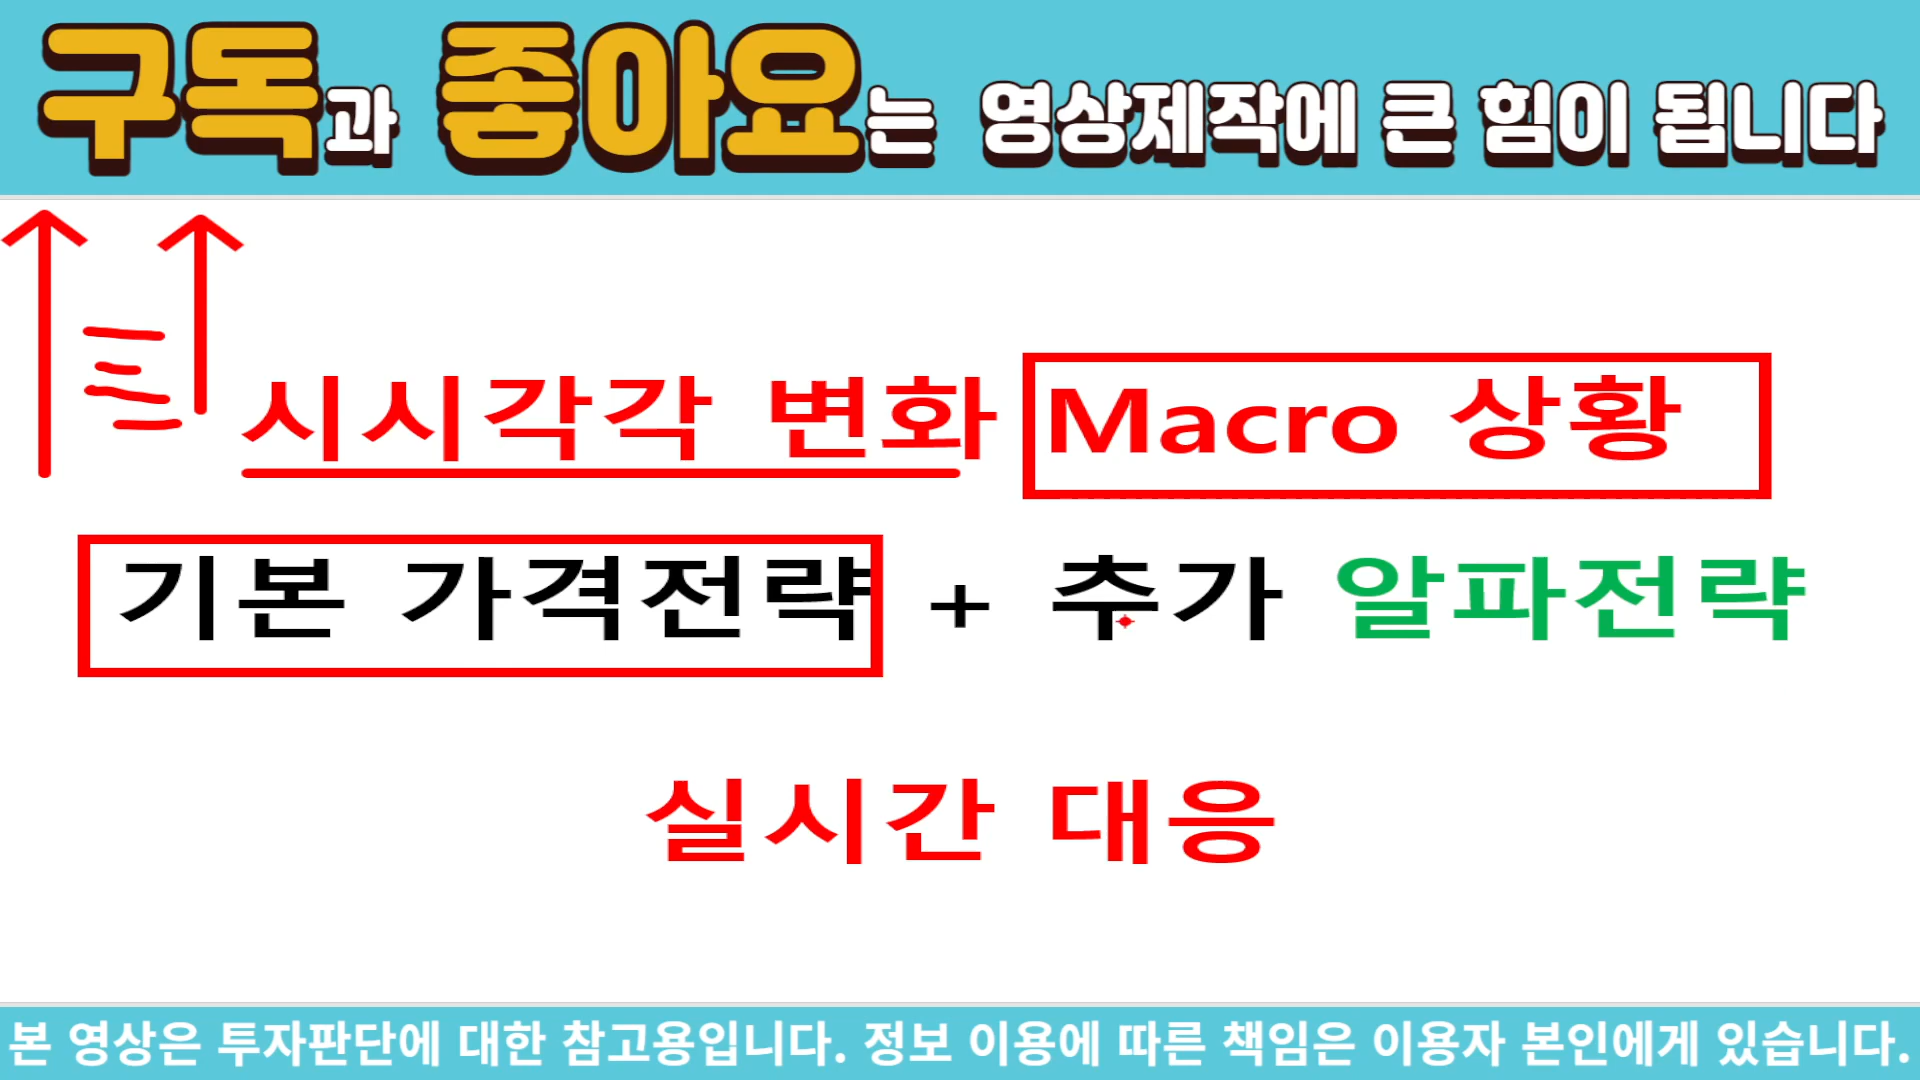 구독과 좋아요는 영상제작에 큰 힘이 됩니다
시시각각 변화 Macro 상황
기본 가격전략 + 추가 알파전략
실시간 대응
본 영상은 투자판단에 대한 참고용입니다. 정보 이용에 따른 책임은 이용자 본인에게 있습니다.